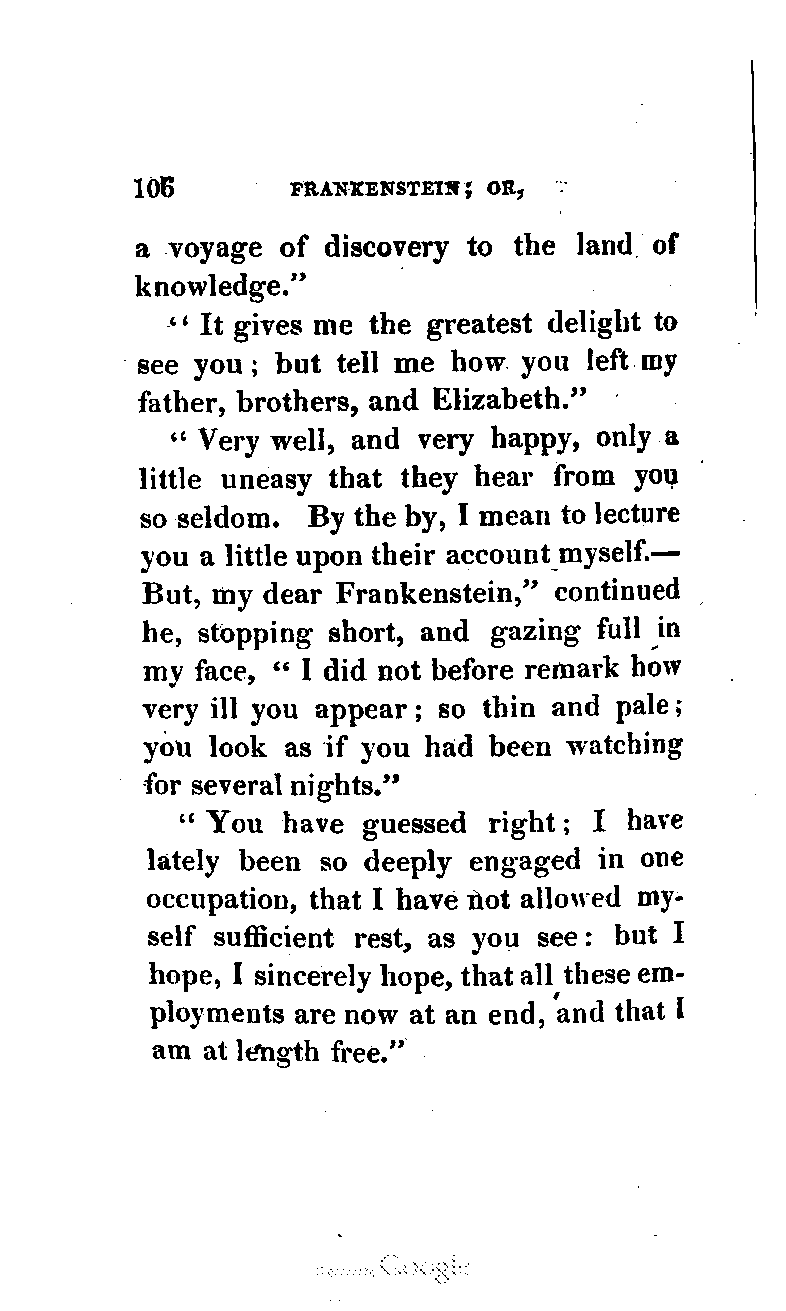 106 FRANKENSTEIN; OR,
a voyage of discovery to the land of
knowledge."
"It gives me the greatest delight to
see you; but tell me how you left my
father, brothers, and Elizabeth."
"Very well, and very happy, only a
little uneasy that they hear from you
so seldom. By the by, I mean to lecture
you a little upon their account myself.—
But, my dear Frankenstein," continued
he, stopping short, and gazing full in
my face, "I did not before remark how
very ill you appear; so thin and pale;
you look as if you had been watching
for several nights."
"You have guessed right; I have
lately been so deeply engaged in one
occupation, that I have not allowed my-
self sufficient rest, as you see: but I
hope, I sincerely hope, that all these em-
ployments are now at an end, and that I
am at length free."
Google